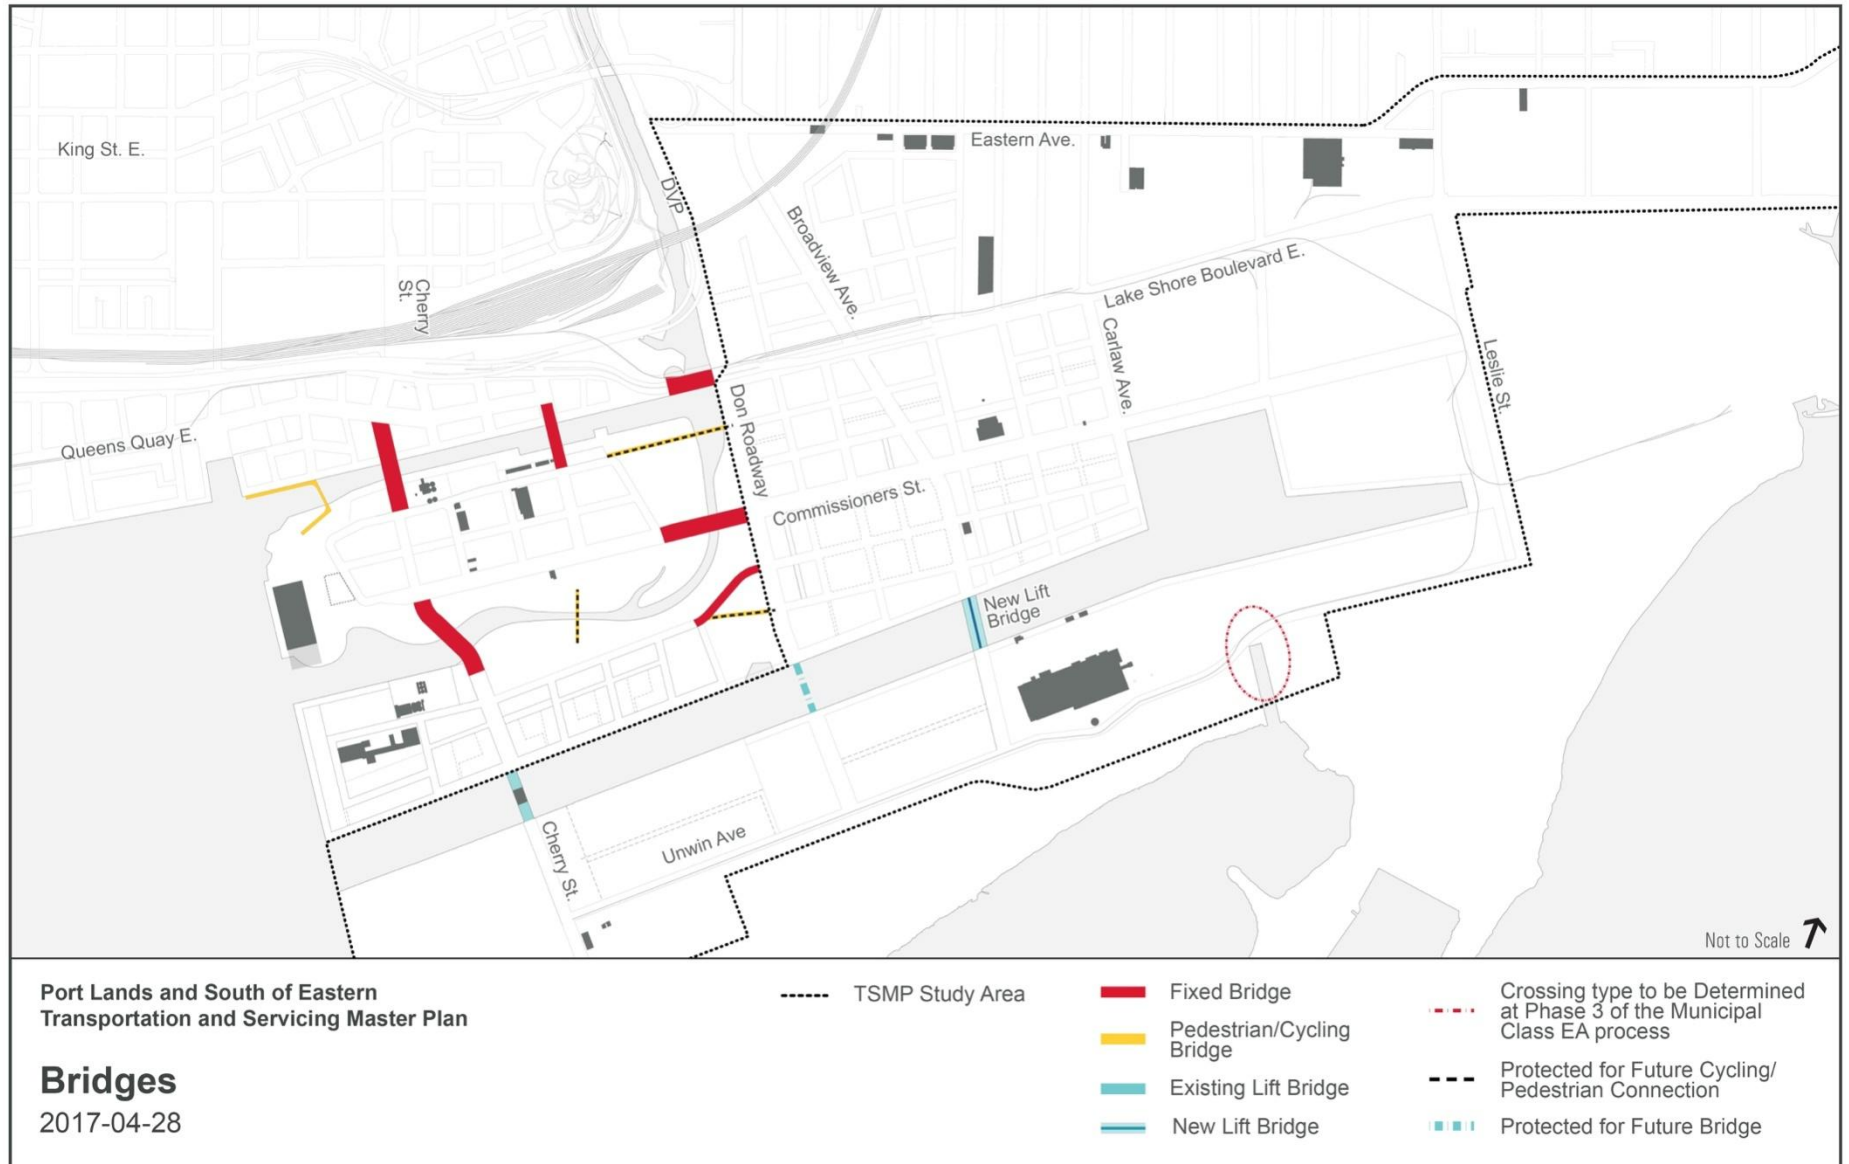 King St. E.
Eastern Ave.
DVP
Broadview Ave.
Cherry
St.
Lake Shore Boulevard E.
Carlaw Ave.
Leslie St.
Queens Quay E.
Don Roadway
Commissioners St.
New Lift
Bridge
Cherry St.
Unwin Ave
Not to Scale
Port Lands and South of Eastern
Transportation and Servicing Master Plan
Bridges
2017-04-28
TSMP Study Area
Fixed Bridge
Pedestrian/Cycling
Bridge
Existing Lift Bridge
New Lift Bridge
Crossing type to be Determined
at Phase 3 of the Municipal
Class EA process
Protected for Future Cycling/
Pedestrian Connection
Protected for Future Bridge